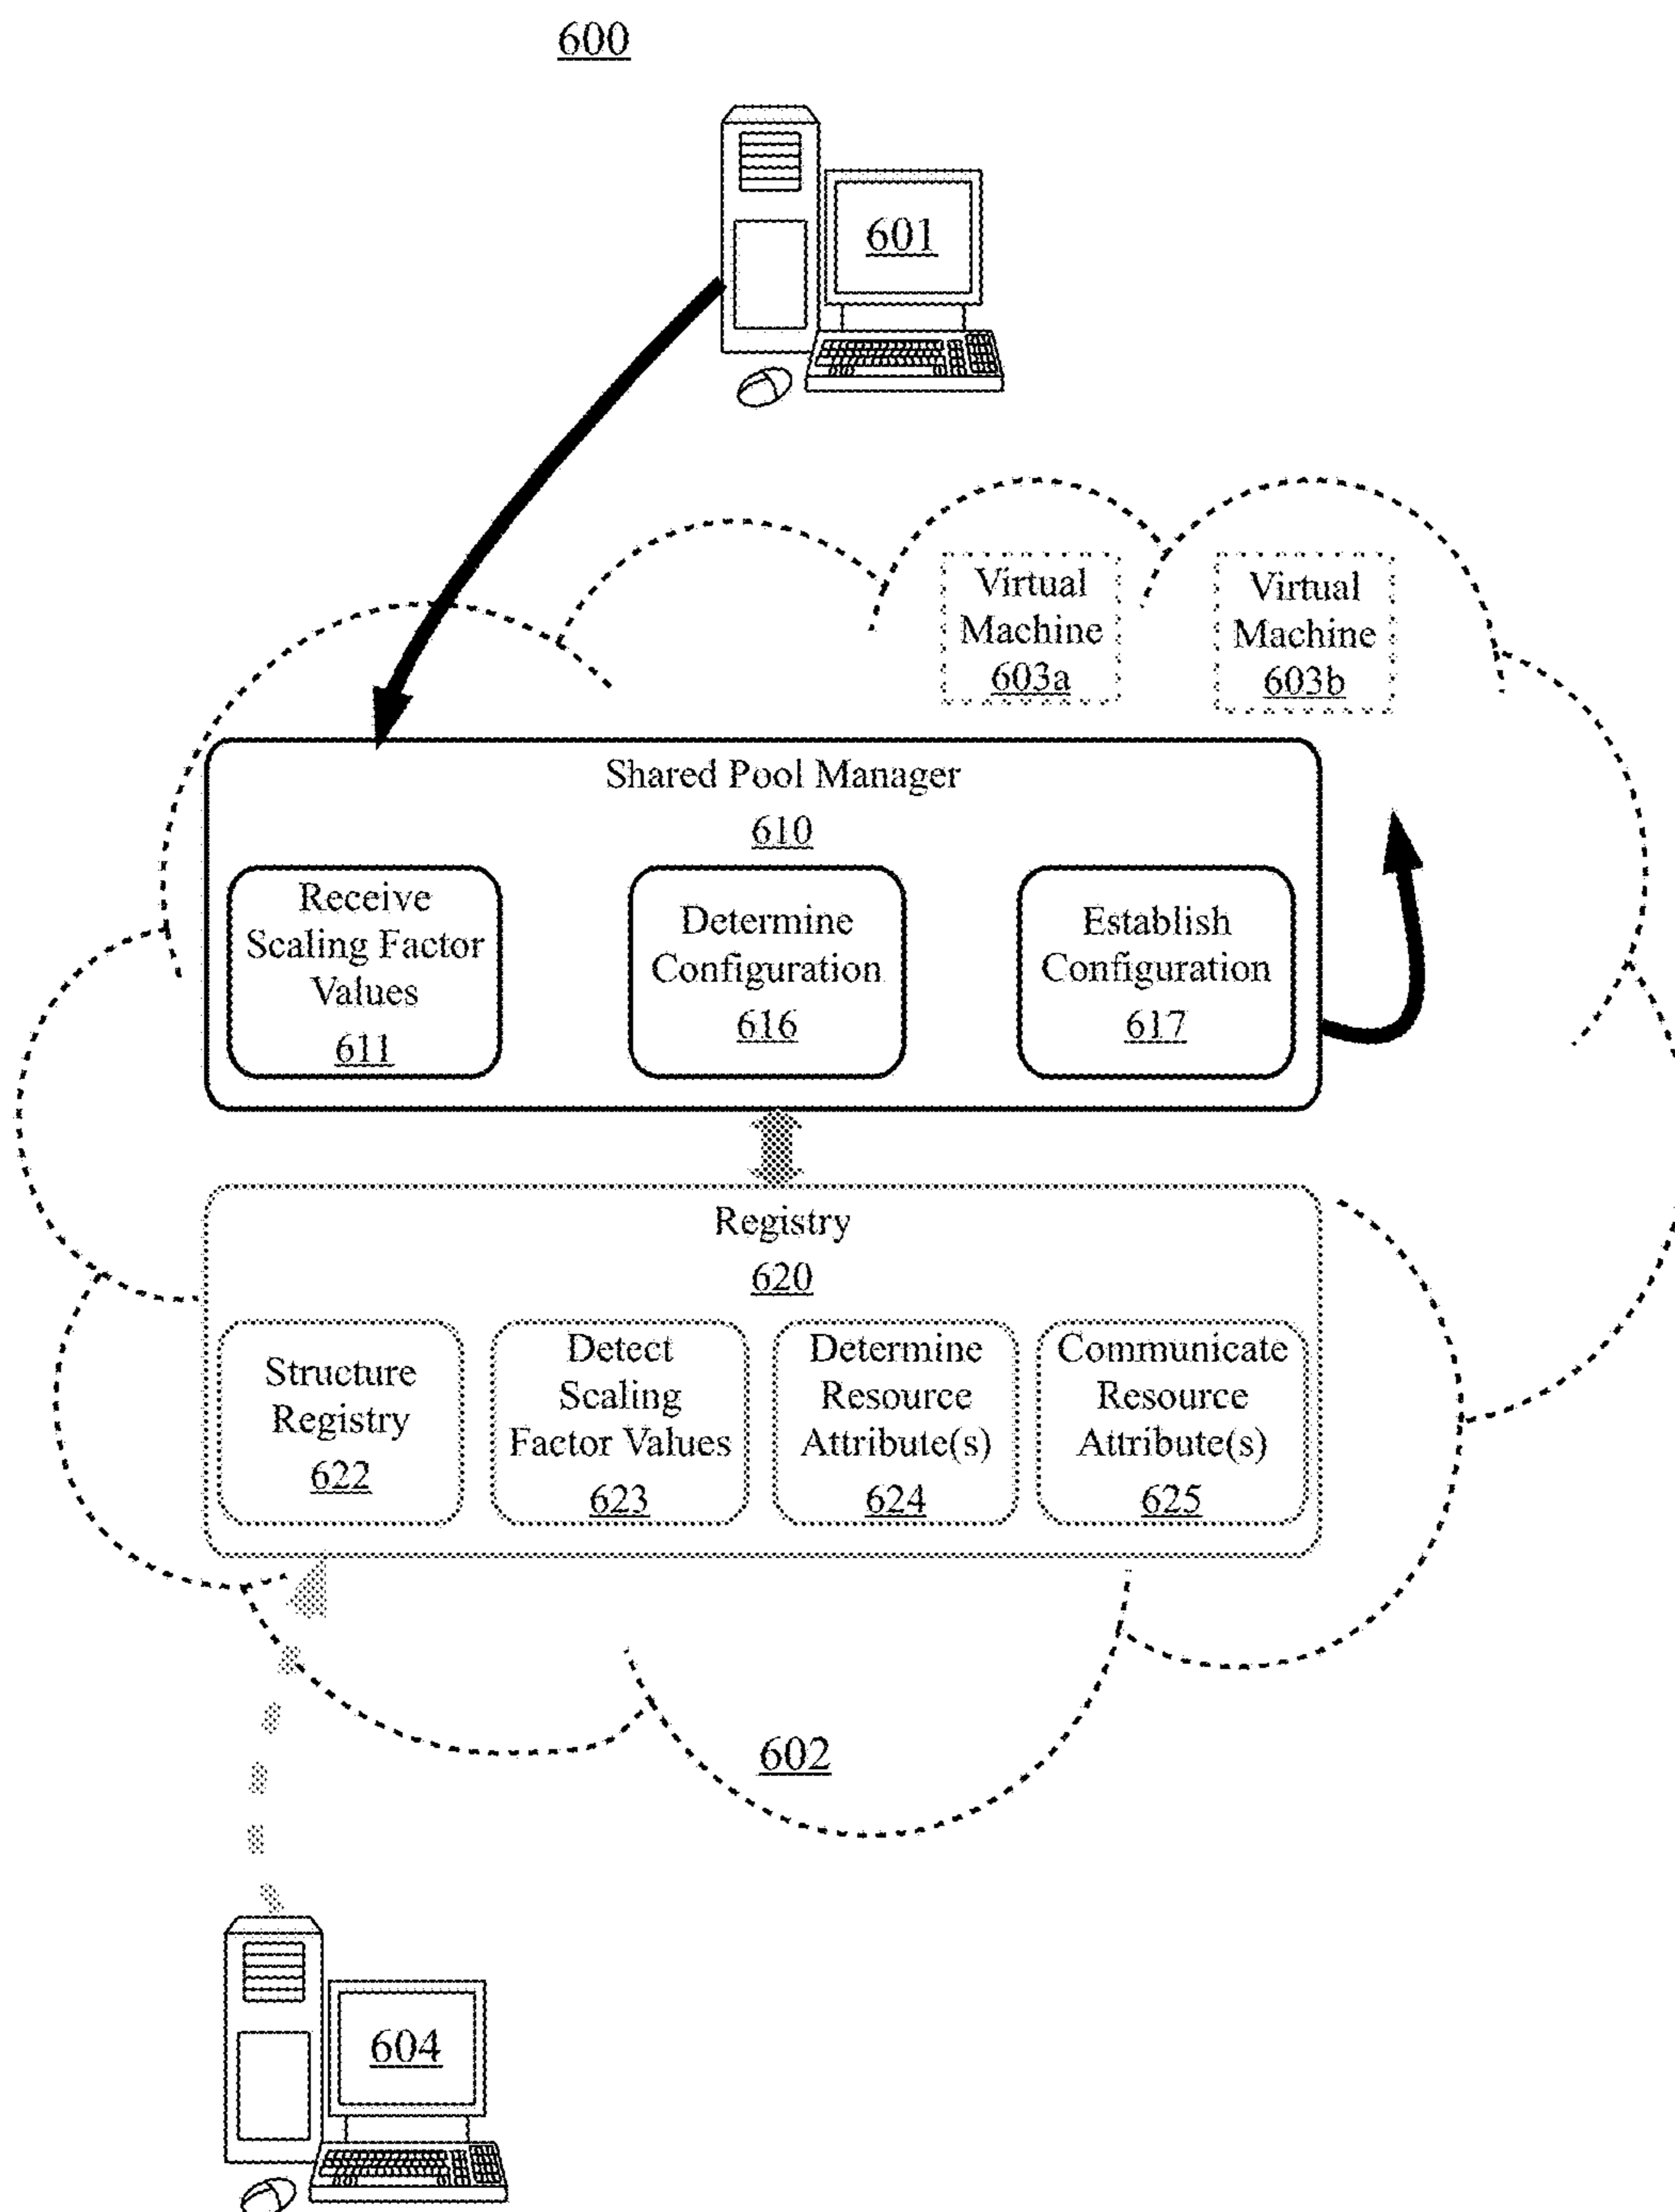 600
601
Virtual
Machine
603a
Virtual
Machine
603b
Shared Pool Manager
610
Receive
Scaling Factor
Values
611
Determine
Configuration
616
Establish
Configuration
617
Registry
620
Structure
Registry
622
Detect
Scaling
Factor Values
623
Determine
Resource
Attribute(s)
624
Communicate
Resource
Attribute(s)
625
602
604